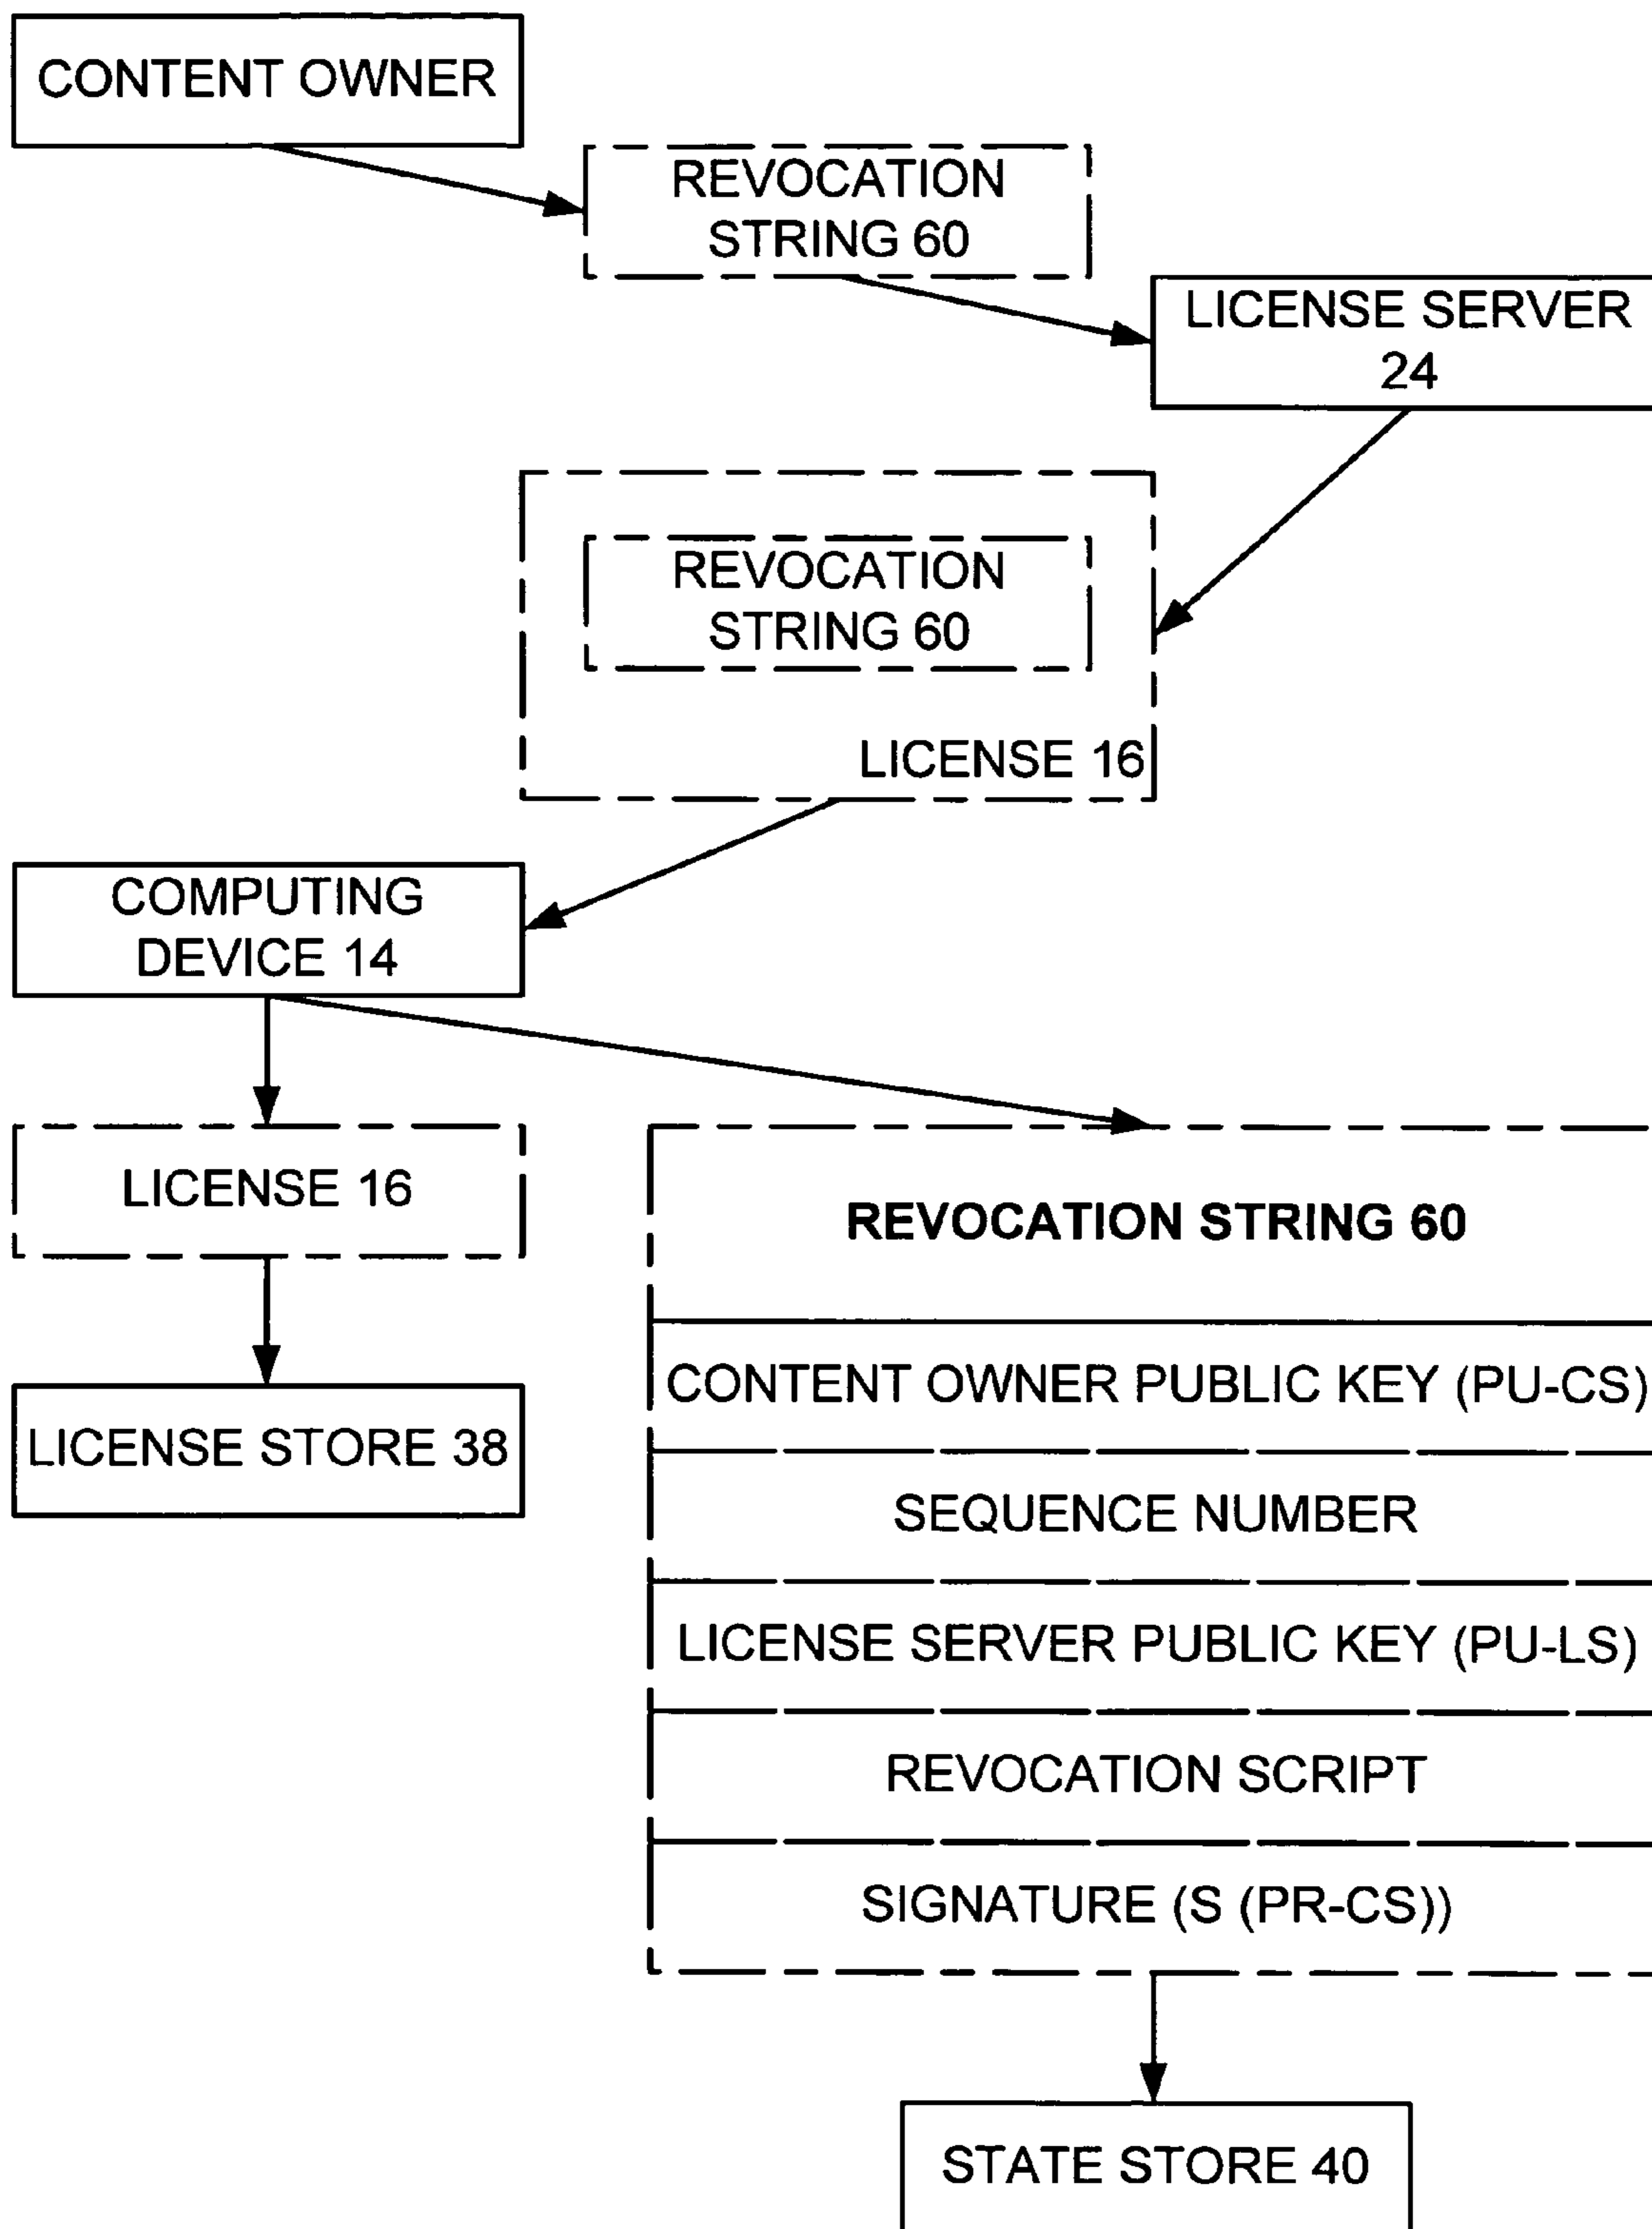 CONTENT OWNER
REVOCATION
STRING 60
LICENSE SERVER
24
REVOCATION
STRING 60
LICENSE 16
COMPUTING
DEVICE 14
LICENSE 16
REVOCATION STRING 60
CONTENT OWNER PUBLIC KEY (PU-CS)
LICENSE STORE 38
SEQUENCE NUMBER
LICENSE SERVER PUBLIC KEY (PU-LS)
REVOCATION SCRIPT
SIGNATURE (S (PR-CS))
STATE STORE 40